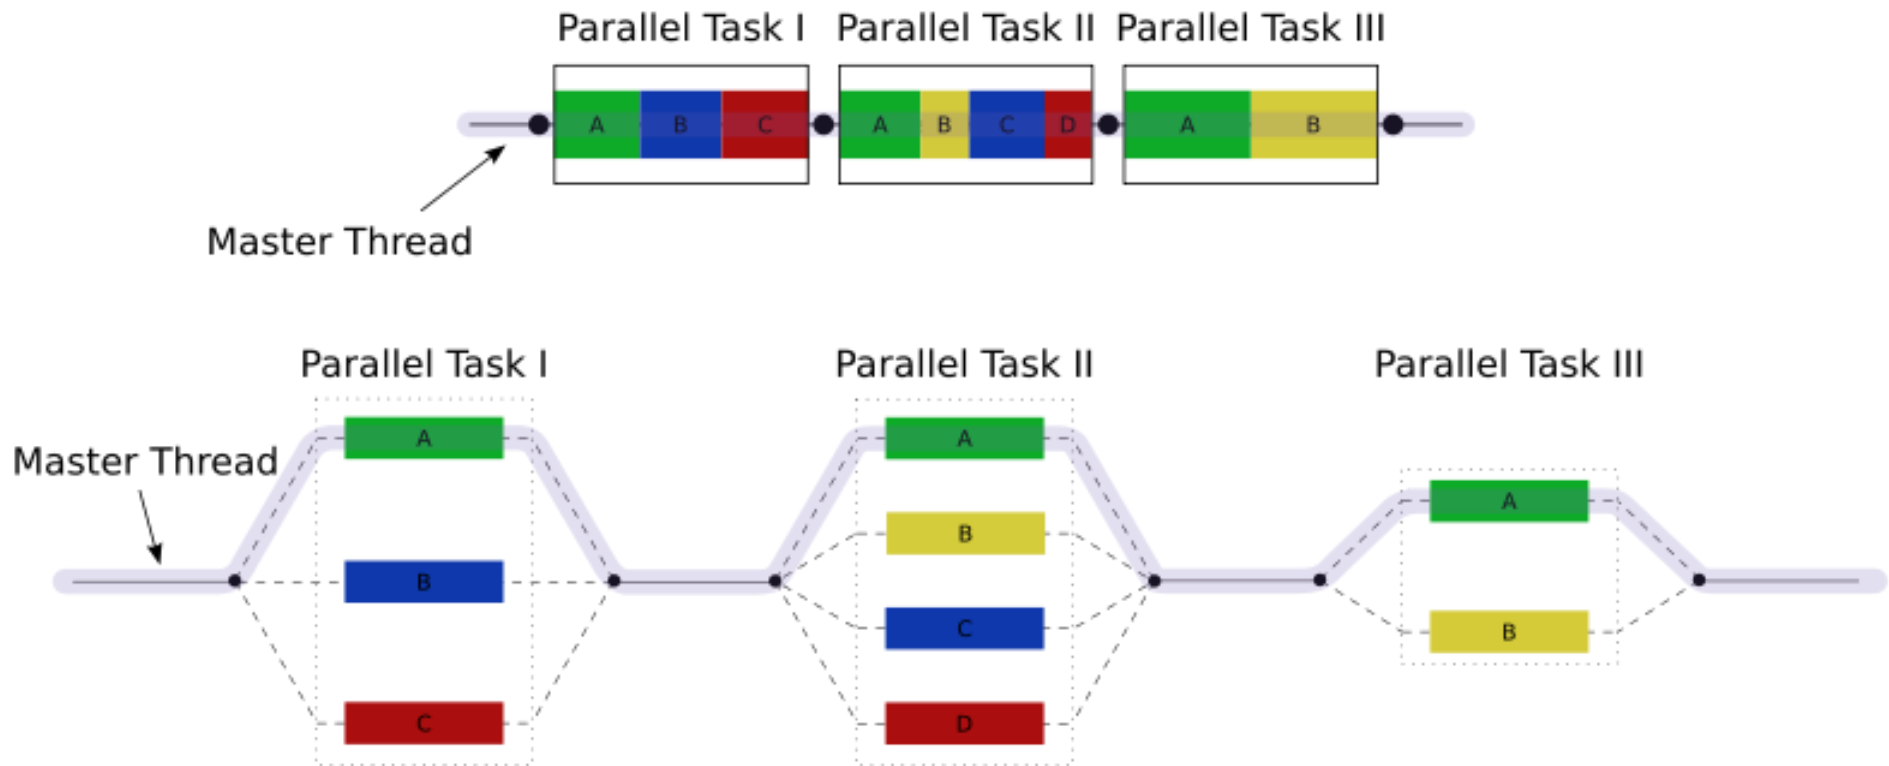 Parallel Task I
Parallel Task II
Parallel Task III
A
B
C
A
B
C
D
A
B
Master Thread
Parallel Task I
Parallel Task II
Parallel Task III
Master Thread
A
B
C
A
B
C
D
A
B